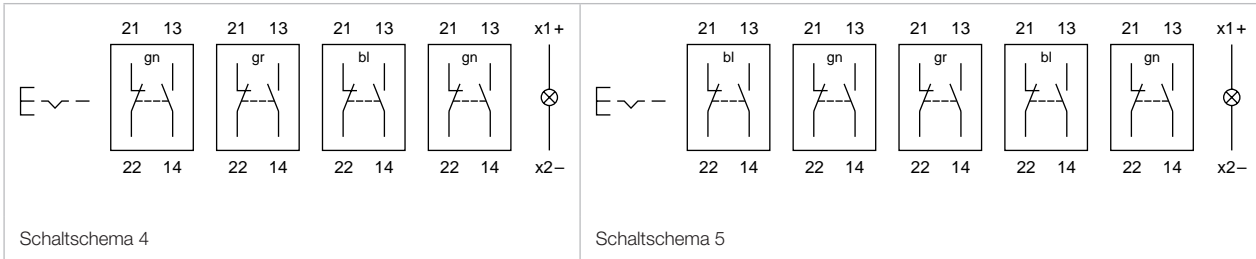 21 13 21 13 21 13 21 13 x1+
gn gr bl gn
22 14 22 14 22 14 22 14 x2–
Schaltschema 4
21 13 21 13 21 13 21 13 21 13 x1+
bl gn gr bl gn
22 14 22 14 22 14 22 14 22 14 x2–
Schaltschema 5